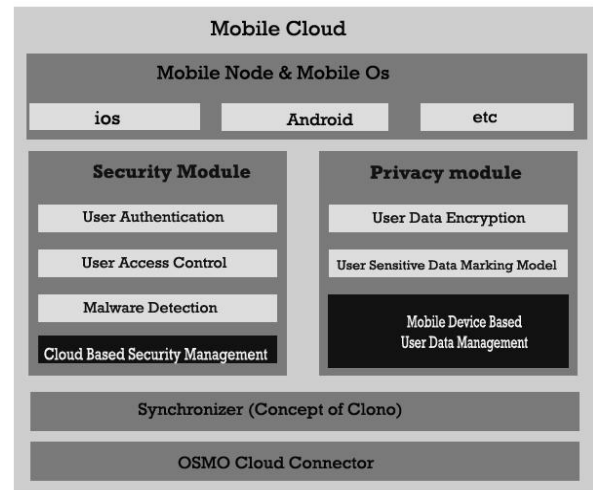 Mobile Cloud
Mobile Node & Mobile Os
ios Android etc
Security Module
User Authentication
User Access Control
Malware Detection
Cloud Based Security Management
Privacy module
User Data Encryption
User Sensitive Data Marking Model
Mobile Device Based
User Data Management
Synchronizer (Concept of Clono)
OSMO Cloud Connector